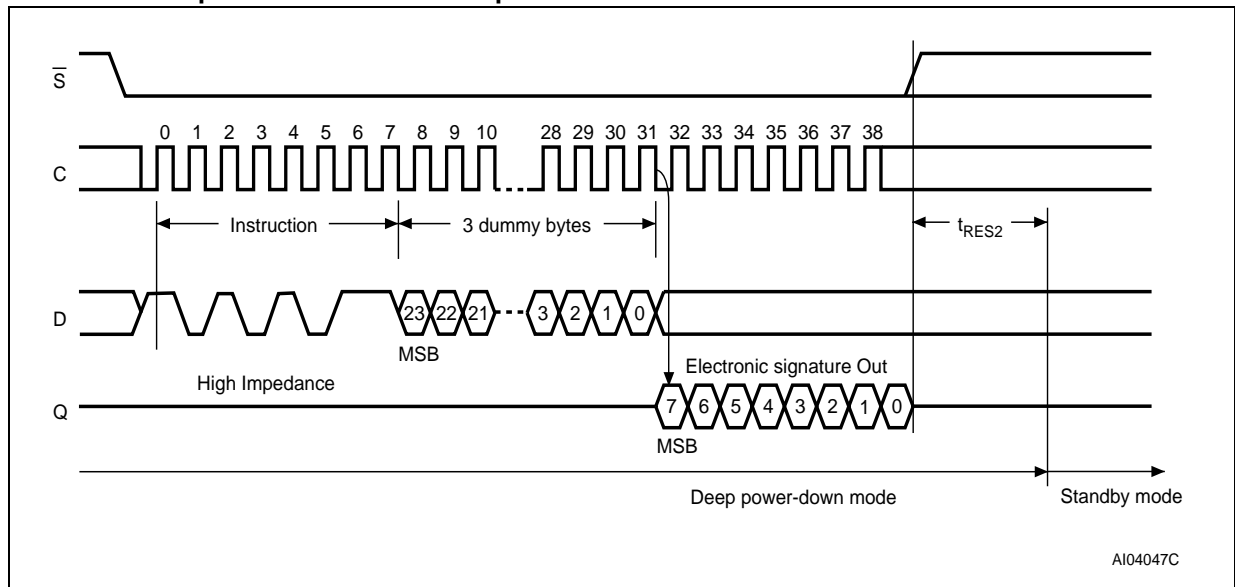 S
0 1 2 3 4 5 6 7 8 9 10 28 29 30 31 32 33 34 35 36 37 38
C
Instruction 3 dummy bytes tRES2
D 23 22 21 3 2 1 0
MSB
High Impedance Electronic signature Out
Q 7 6 5 4 3 2 1 0
MSB
Deep power-down mode Standby mode
AI04047C